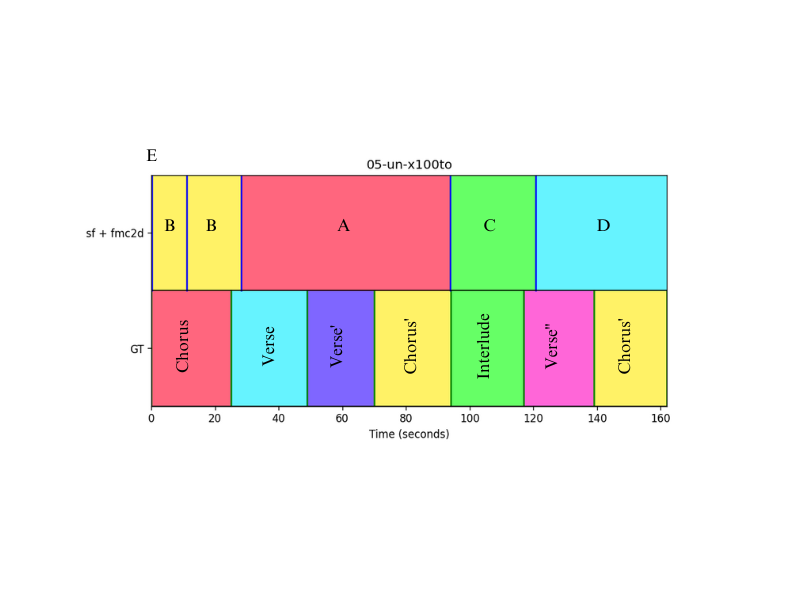 E
05-un-x100to
sf + fmc2d
B B A C D
GT
Chorus Verse Verse' Chorus' Interlude Verse" Chorus'
0 20 40 60 80 100 120 140 160
Time (seconds)